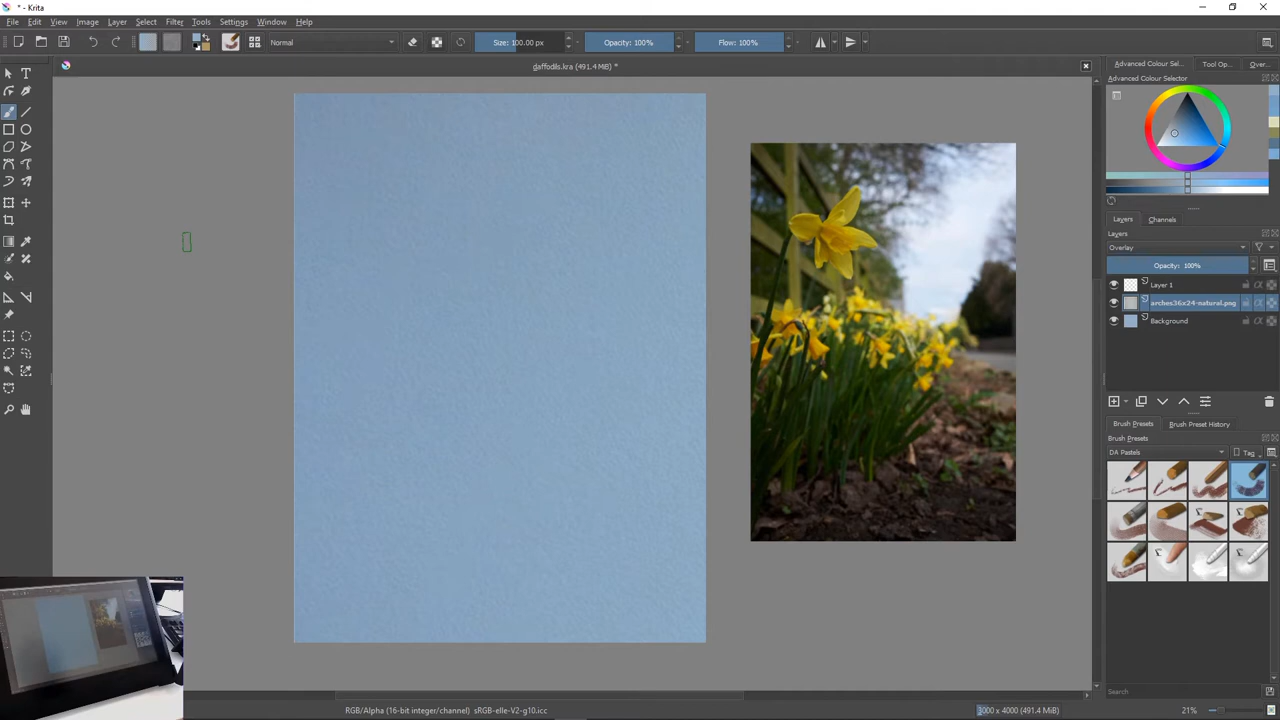 * - Krita
File Edit View Image Layer Select Filter Tools Settings Window Help
Normal Size: 100.00 px Opacity: 100% Flow: 100%
daffodils.kra (491.4 MiB) *
Advanced Colour Sel... Tool Op... Over...
Advanced Colour Selector
Layers Channels
Layers
Overlay
Opacity: 100%
Layer 1
arches36x24-natural.png
Background
Brush Presets Brush Preset History
Brush Presets
DA Pastels Tag
Search
RGB/Alpha (16-bit integer/channel) sRGB-elle-V2-g10.icc 3000 x 4000 (491.4 MiB) 21%